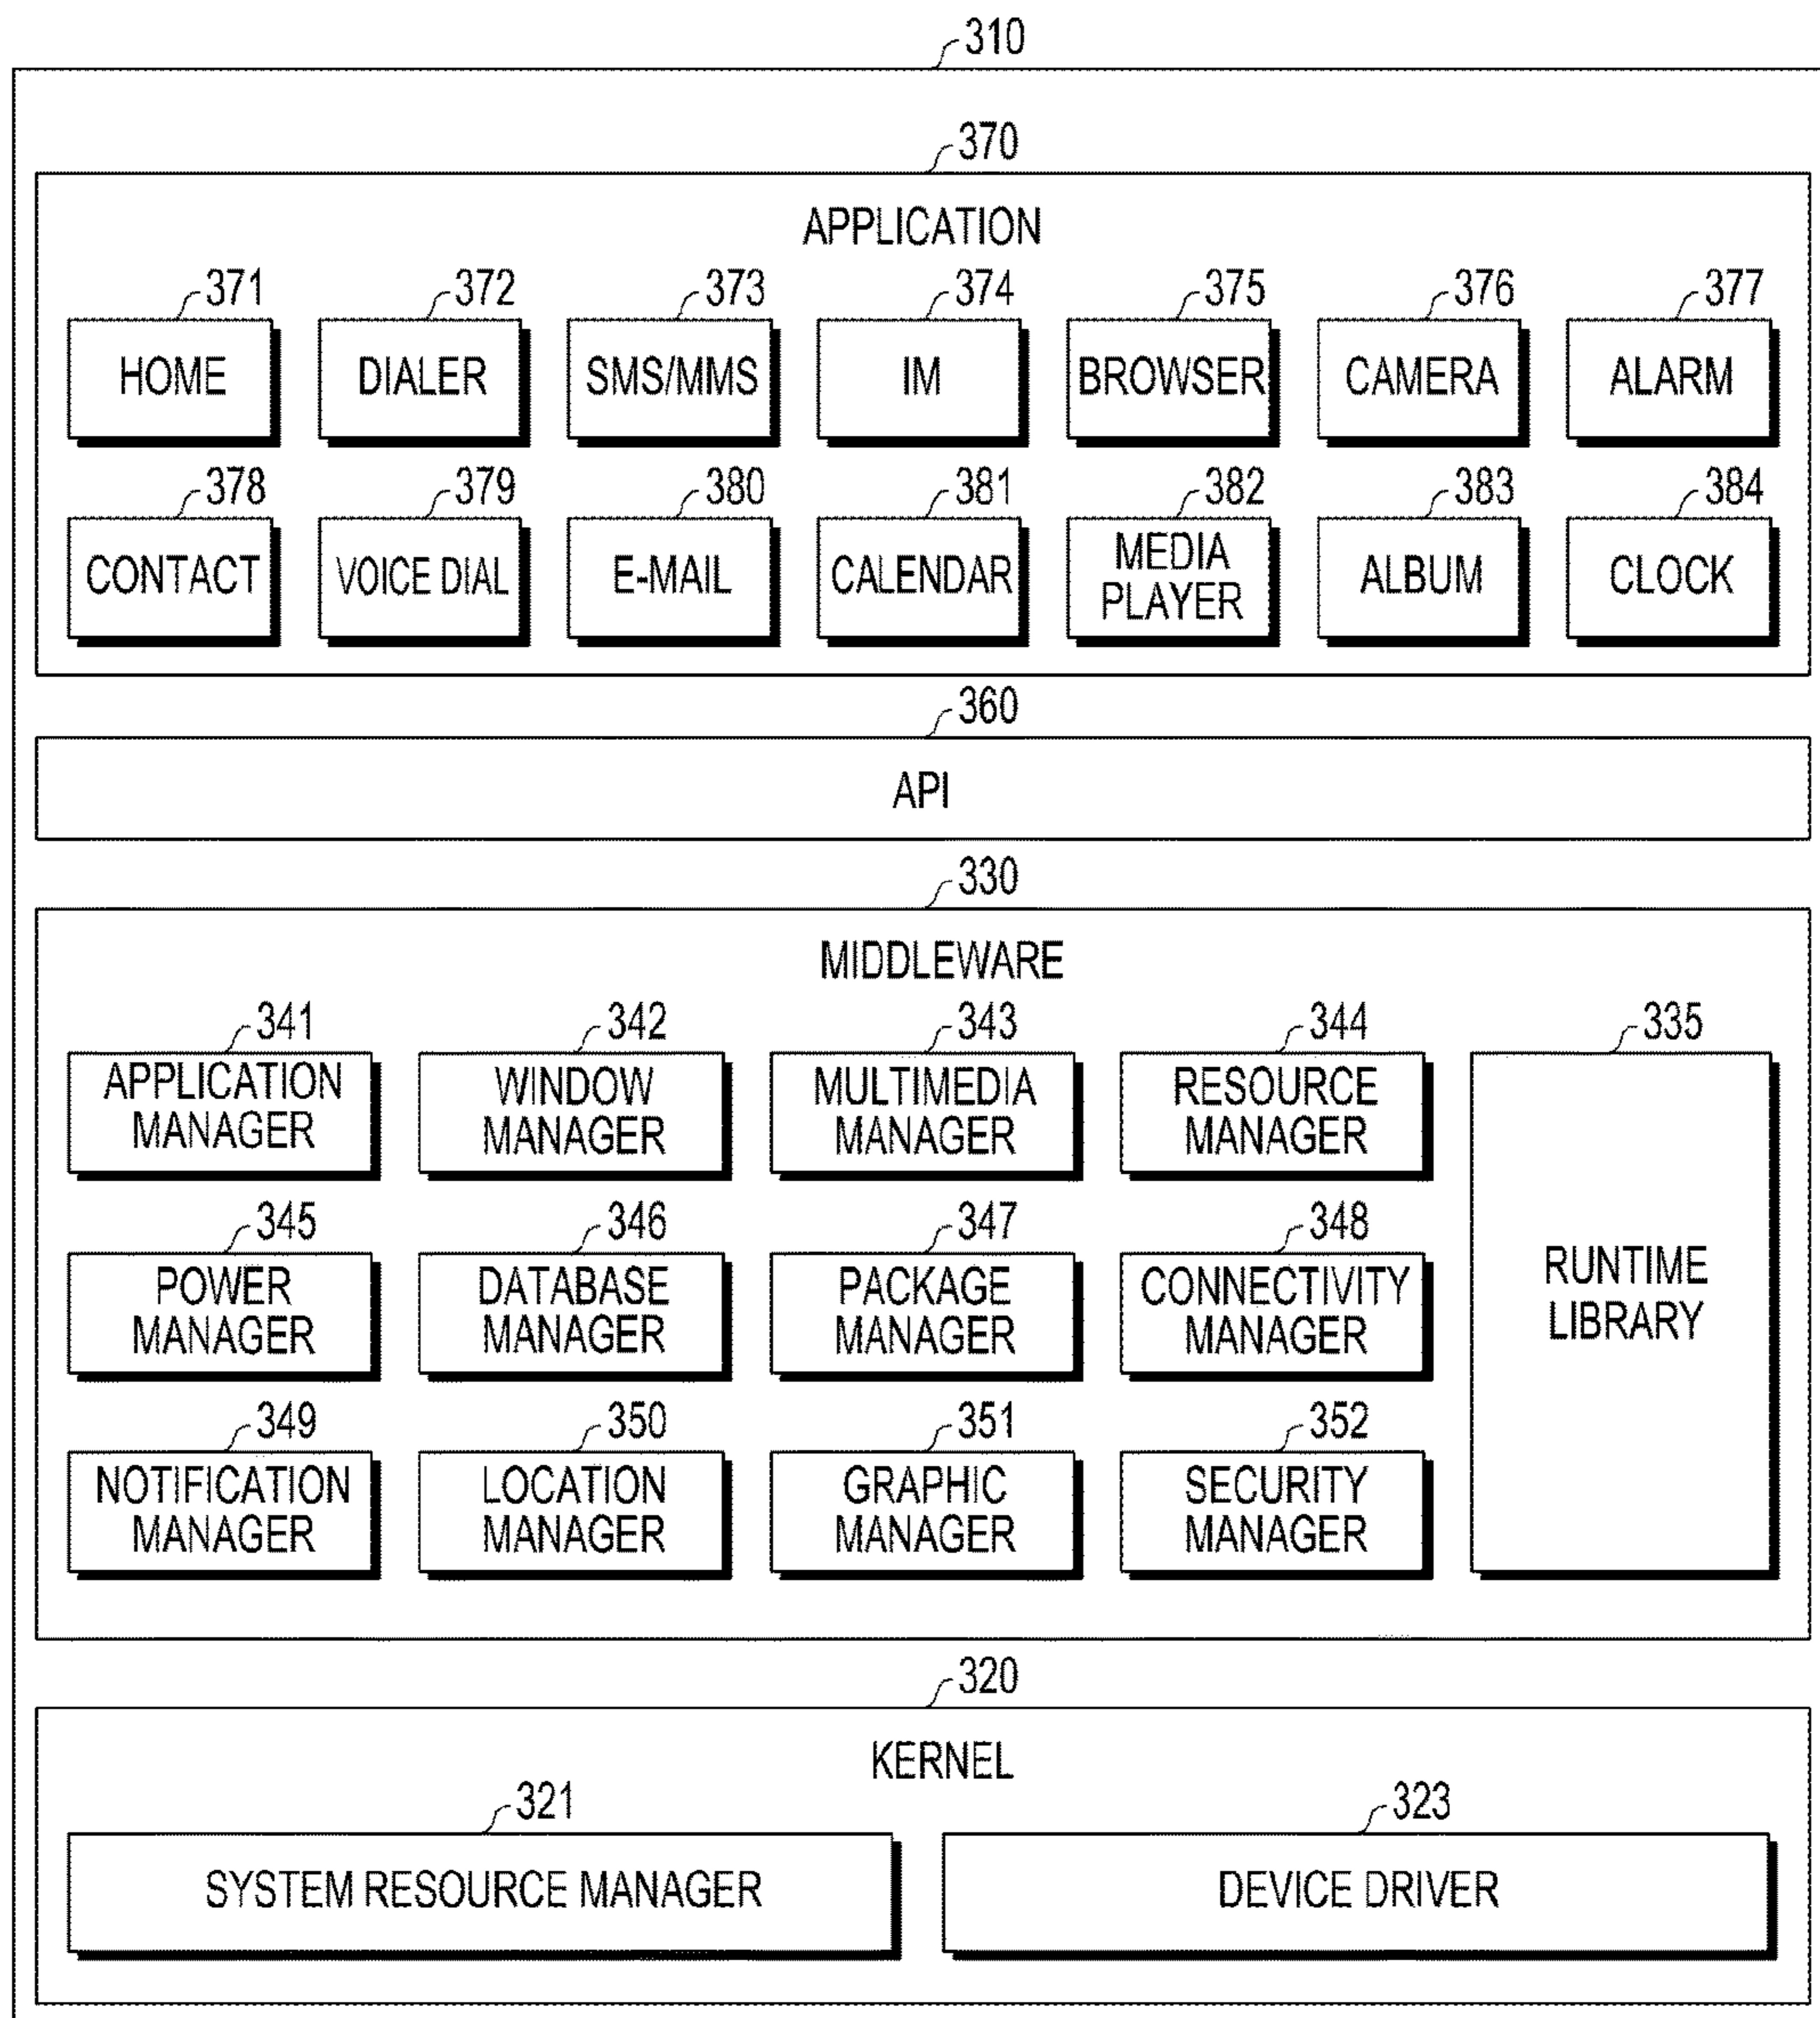 310
370
APPLICATION
371 372 373 374 375 376 377
HOME DIALER SMS/MMS IM BROWSER CAMERA ALARM
378 379 380 381 382 383 384
CONTACT VOICE DIAL E-MAIL CALENDAR MEDIA PLAYER ALBUM CLOCK
360
API
330
MIDDLEWARE
341 342 343 344 335
APPLICATION MANAGER WINDOW MANAGER MULTIMEDIA MANAGER RESOURCE MANAGER
345 346 347 348
POWER MANAGER DATABASE MANAGER PACKAGE MANAGER CONNECTIVITY MANAGER RUNTIME LIBRARY
349 350 351 352
NOTIFICATION MANAGER LOCATION MANAGER GRAPHIC MANAGER SECURITY MANAGER
320
KERNEL
321 323
SYSTEM RESOURCE MANAGER DEVICE DRIVER